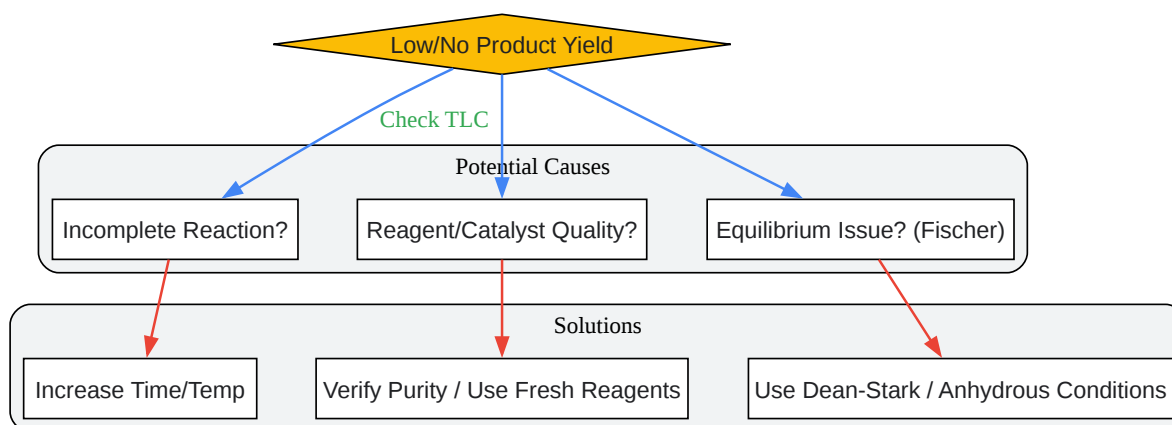 Low/No Product Yield
Check TLC
Potential Causes
Incomplete Reaction?
Reagent/Catalyst Quality?
Equilibrium Issue? (Fischer)
Solutions
Increase Time/Temp
Verify Purity / Use Fresh Reagents
Use Dean-Stark / Anhydrous Conditions